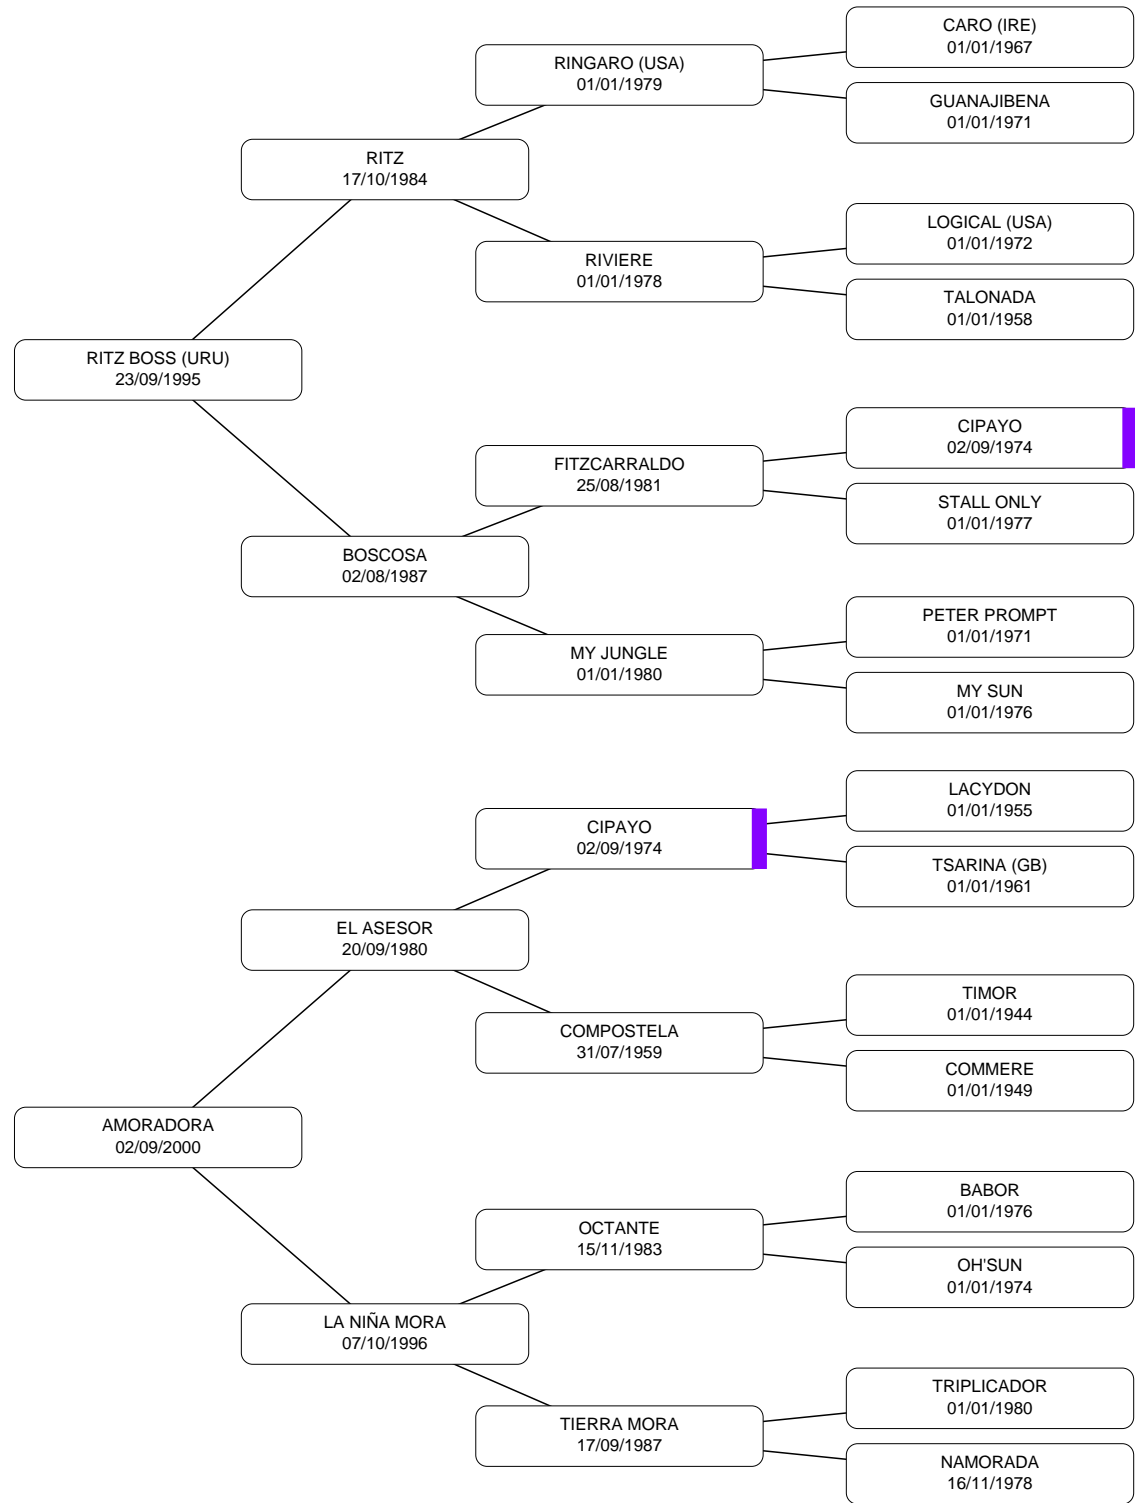 CARO (IRE)
01/01/1967
RINGARO (USA)
01/01/1979
GUANAJIBENA
01/01/1971
RITZ
17/10/1984
LOGICAL (USA)
01/01/1972
RIVIERE
01/01/1978
TALONADA
01/01/1958
RITZ BOSS (URU)
23/09/1995
CIPAYO
02/09/1974
FITZCARRALDO
25/08/1981
STALL ONLY
01/01/1977
BOSCOSA
02/08/1987
PETER PROMPT
01/01/1971
MY JUNGLE
01/01/1980
MY SUN
01/01/1976
LACYDON
01/01/1955
CIPAYO
02/09/1974
TSARINA (GB)
01/01/1961
EL ASESOR
20/09/1980
TIMOR
01/01/1944
COMPOSTELA
31/07/1959
COMMERE
01/01/1949
AMORADORA
02/09/2000
BABOR
01/01/1976
OCTANTE
15/11/1983
OH'SUN
01/01/1974
LA NIÑA MORA
07/10/1996
TRIPLICADOR
01/01/1980
TIERRA MORA
17/09/1987
NAMORADA
16/11/1978